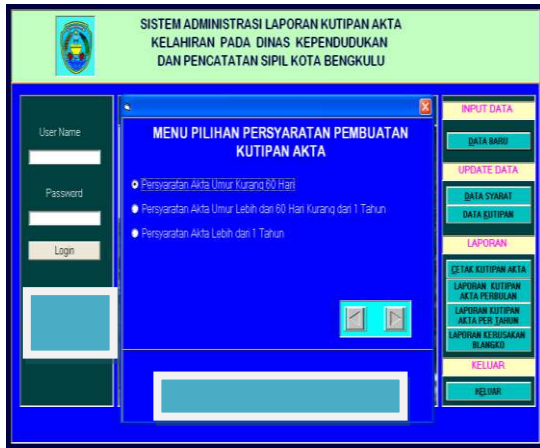 SISTEM ADMINISTRASI LAPORAN KUTIPAN AKTA
KELAHIRAN PADA DINAS KEPENDUDUKAN
DAN PENCATATAN SIPIL KOTA BENGKULU
User Name
Password
Login
MENU PILIHAN PERSYARATAN PEMBUATAN
KUTIPAN AKTA
Persyaratan Akta Umur Kurang 60 Hari
Persyaratan Akta Umur Lebih dari 60 Hari Kurang dari 1 Tahun
Persyaratan Akta Lebih dari 1 Tahun
INPUT DATA
DATA BARU
UPDATE DATA
DATA SYARAT
DATA KUTIPAN
LAPORAN
CETAK KUTIPAN AKTA
LAPORAN KUTIPAN
AKTA PERBULAN
LAPORAN KUTIPAN
AKTA PER TAHUN
LAPORAN KERUSAKAN
BLANGKO
KELUAR
KELUAR